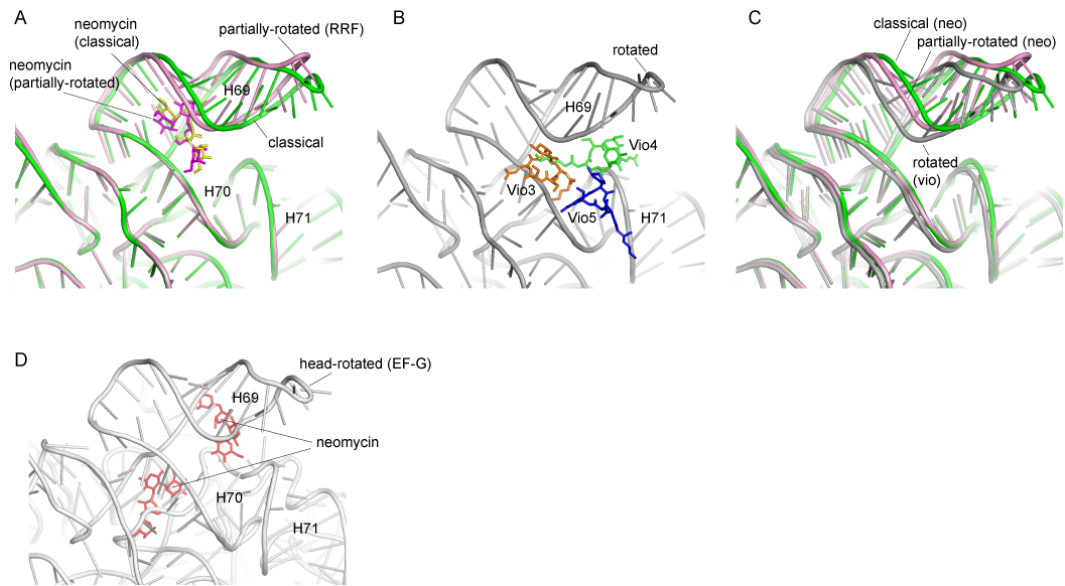 A
neomycin
(classical)
partially-rotated (RRF)
neomycin
(partially-rotated)
H69
classical
H70
H71
B
rotated
H69
Vio4
Vio3
Vio5
H71
C
classical (neo)
partially-rotated (neo)
rotated
(vio)
D
head-rotated (EF-G)
H69
neomycin
H70
H71